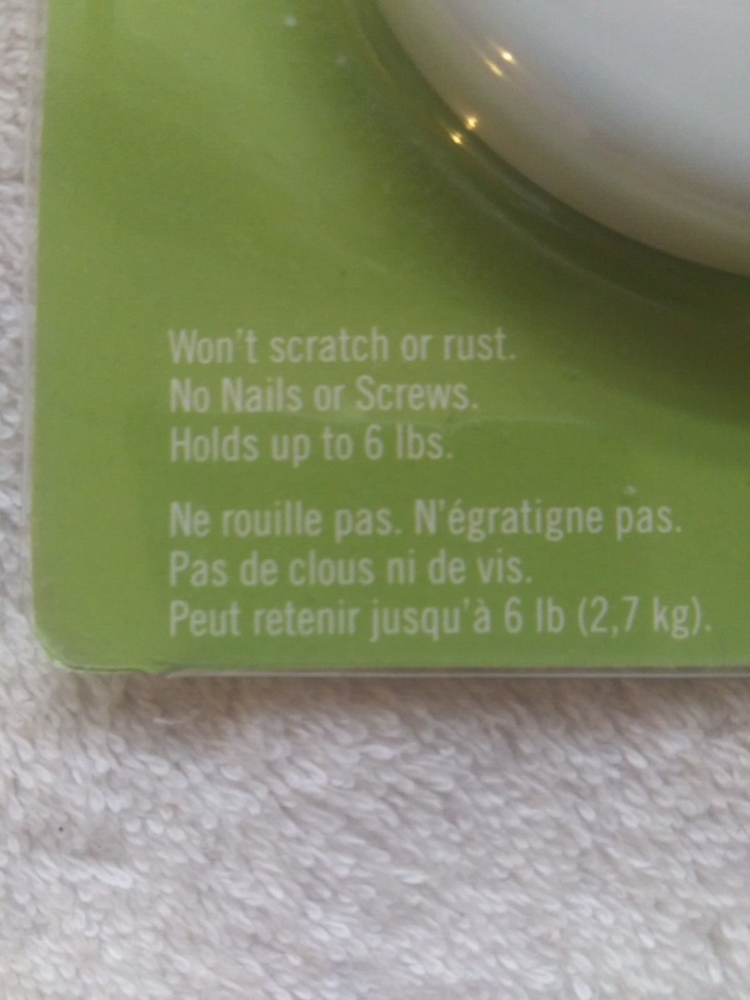 Won't scratch or rust.
No Nails or Screws.
Holds up to 6 lbs.
Ne rouille pas. N'égratigne pas.
Pas de clous ni de vis.
Peut retenir jusqu'à 6 lb (2,7 kg).